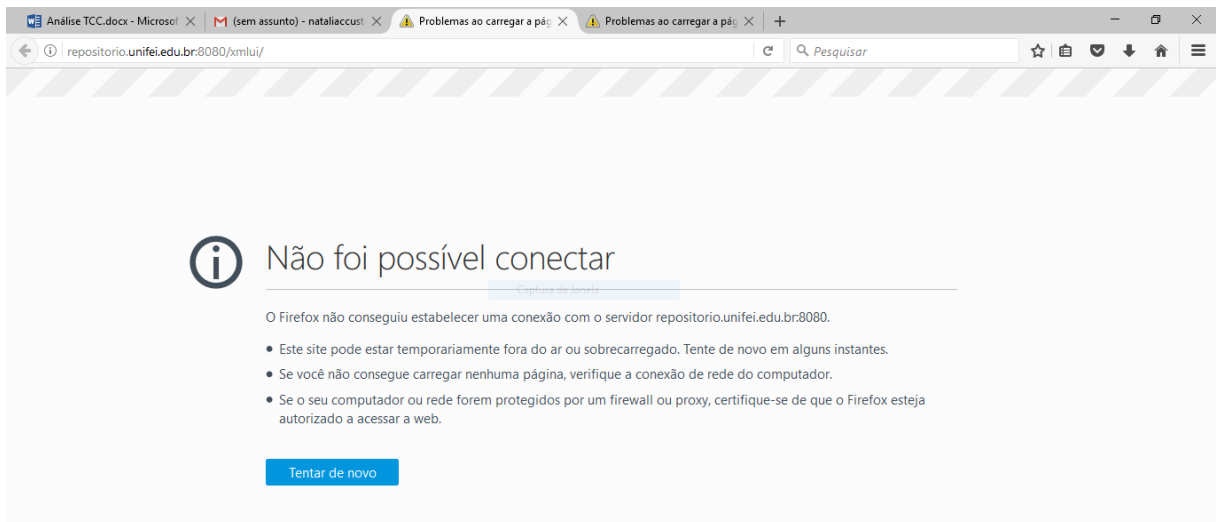 Análise TCC.docx - Microsof
(sem assunto) - nataliaccust
Problemas ao carregar a pág
Problemas ao carregar a pág
repositorio.unifei.edu.br:8080/xmlui/
Pesquisar
Não foi possível conectar
Captura de Janela
O Firefox não conseguiu estabelecer uma conexão com o servidor repositorio.unifei.edu.br:8080.
Este site pode estar temporariamente fora do ar ou sobrecarregado. Tente de novo em alguns instantes.
Se você não consegue carregar nenhuma página, verifique a conexão de rede do computador.
Se o seu computador ou rede forem protegidos por um firewall ou proxy, certifique-se de que o Firefox esteja
autorizado a acessar a web.
Tentar de novo